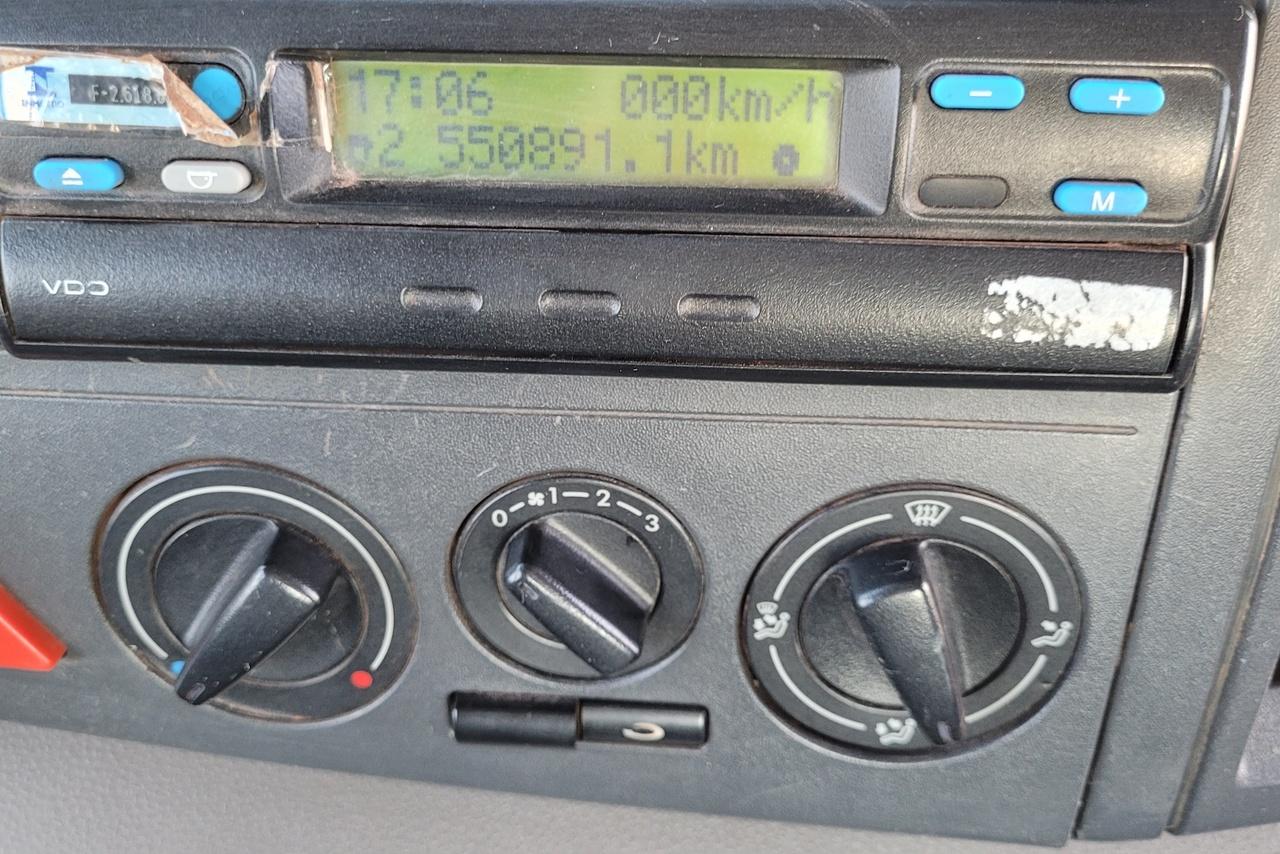 17:06 000km/h
2 550891.1km
F-2.618.
− +
M
VDO
0 1 2 3